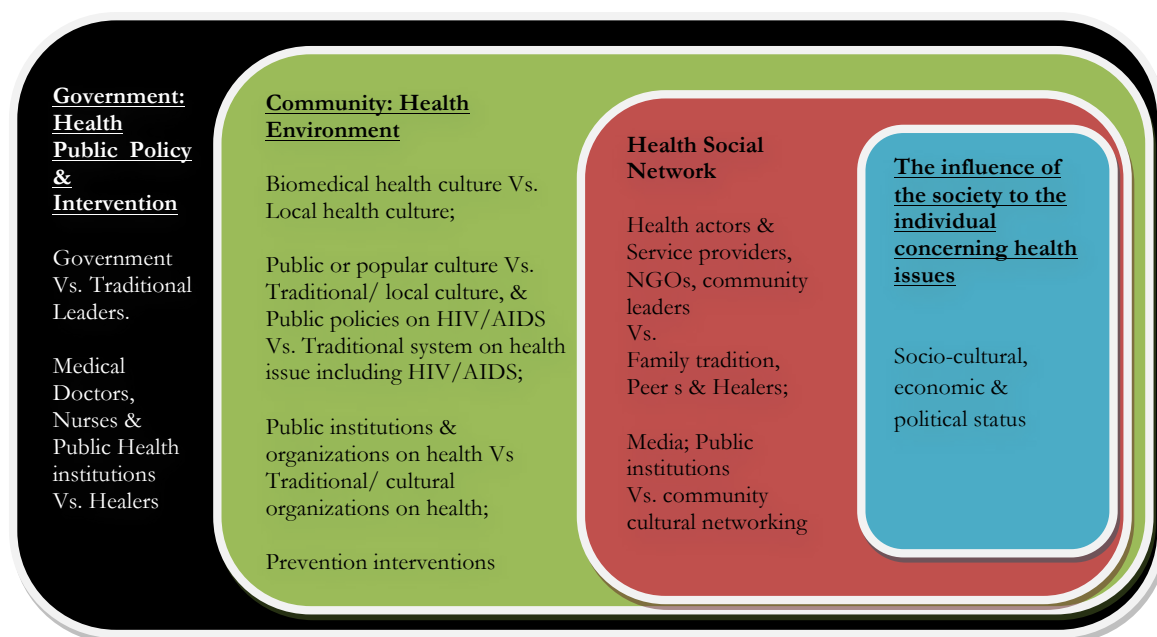 Government:
Health
Public Policy
&
Intervention
Government
Vs. Traditional
Leaders.
Medical
Doctors,
Nurses &
Public Health
institutions
Vs. Healers
Community: Health
Environment
Biomedical health culture Vs.
Local health culture;
Public or popular culture Vs.
Traditional/ local culture, &
Public policies on HIV/AIDS
Vs. Traditional system on health
issue including HIV/AIDS;
Public institutions &
organizations on health Vs
Traditional/ cultural
organizations on health;
Prevention interventions
Health Social
Network
Health actors &
Service providers,
NGOs, community
leaders
Vs.
Family tradition,
Peer s & Healers;
Media; Public
institutions
Vs. community
cultural networking
The influence of
the society to the
individual
concerning health
issues
Socio-cultural,
economic &
political status